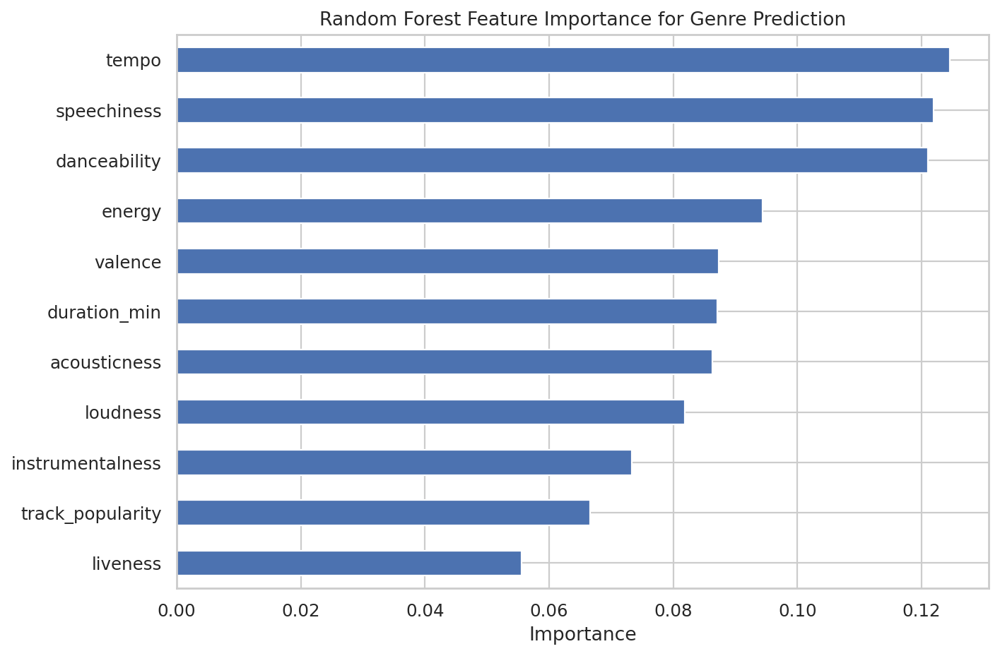 Random Forest Feature Importance for Genre Prediction
tempo
speechiness
danceability
energy
valence
duration_min
acousticness
loudness
instrumentalness
track_popularity
liveness
0.00 0.02 0.04 0.06 0.08 0.10 0.12
Importance